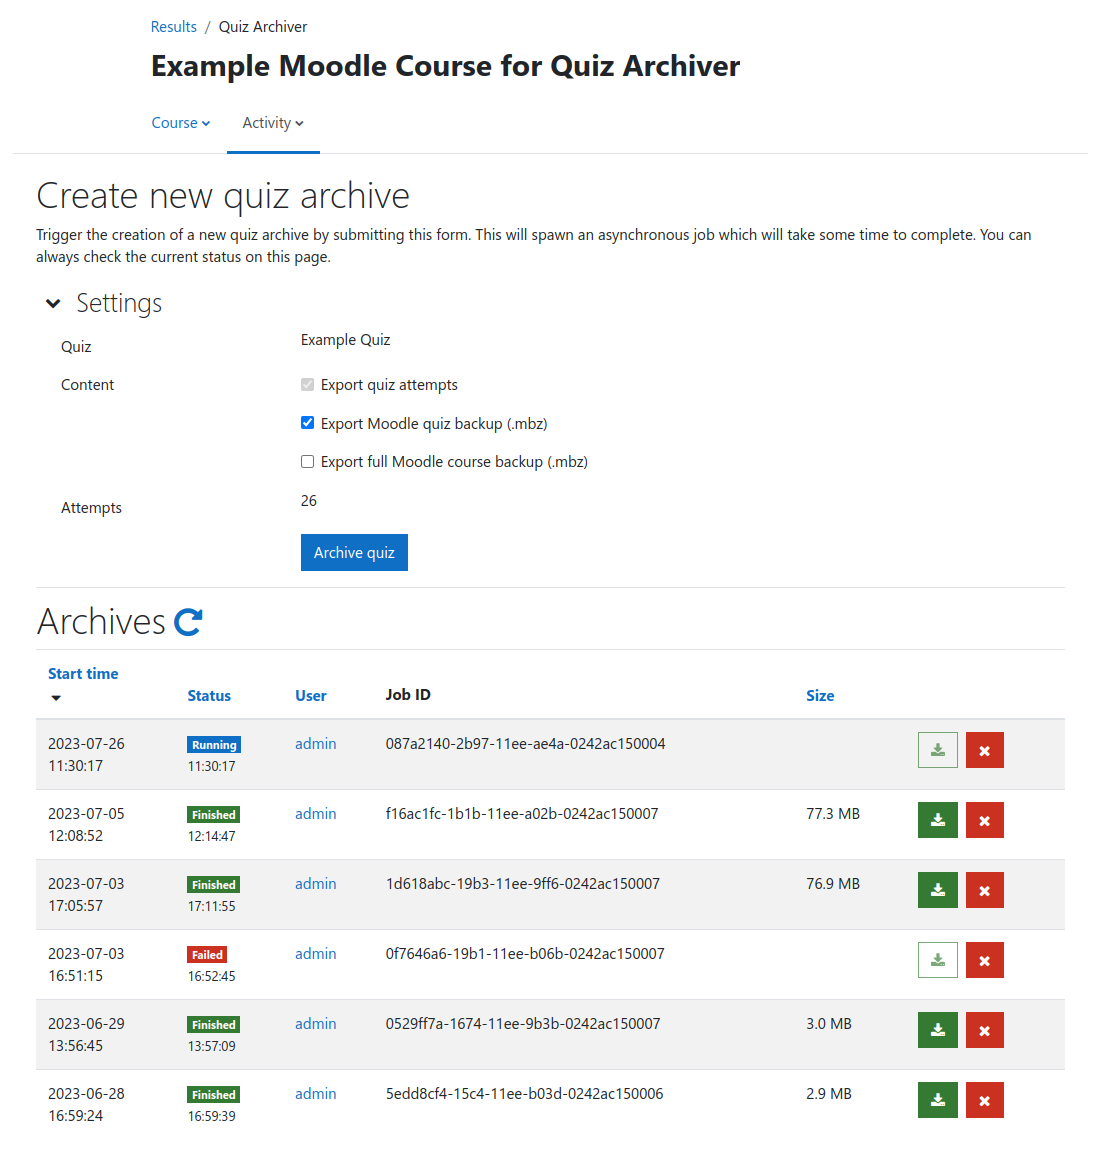 Results / Quiz Archiver
Example Moodle Course for Quiz Archiver
Course
Activity
Create new quiz archive
Trigger the creation of a new quiz archive by submitting this form. This will spawn an asynchronous job which will take some time to complete. You can
always check the current status on this page.
Settings
Quiz Example Quiz
Content Export quiz attempts
Export Moodle quiz backup (.mbz)
Export full Moodle course backup (.mbz)
Attempts 26
Archive quiz
Archives
Start time
Status User Job ID Size
2023-07-26 Running admin 087a2140-2b97-11ee-ae4a-0242ac150004
11:30:17 11:30:17
2023-07-05 Finished admin f16ac1fc-1b1b-11ee-a02b-0242ac150007 77.3 MB
12:08:52 12:14:47
2023-07-03 Finished admin 1d618abc-19b3-11ee-9ff6-0242ac150007 76.9 MB
17:05:57 17:11:55
2023-07-03 Failed admin 0f7646a6-19b1-11ee-b06b-0242ac150007
16:51:15 16:52:45
2023-06-29 Finished admin 0529ff7a-1674-11ee-9b3b-0242ac150007 3.0 MB
13:56:45 13:57:09
2023-06-28 Finished admin 5edd8cf4-15c4-11ee-b03d-0242ac150006 2.9 MB
16:59:24 16:59:39